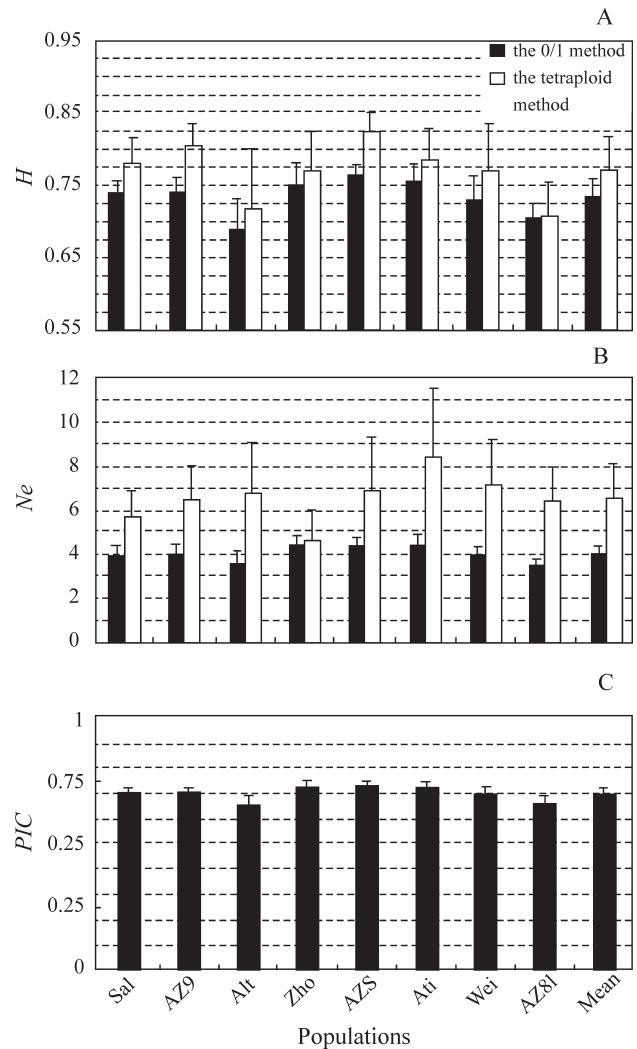 A
0.95
0.85
0.75
0.65
0.55
H
the 0/1 method
the tetraploid
method
B
12
10
8
6
4
2
0
Ne
C
1
0.75
0.25
0.25
0
PIC
Sal
AZ9
Alt
Zho
AZS
Ati
Wei
AZ8l
Mean
Populations